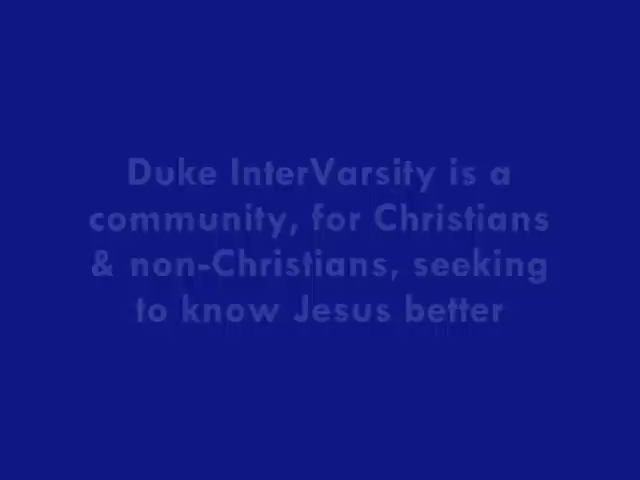 Duke InterVarsity is a
community, for Christians
& non-Christians, seeking
to know Jesus better